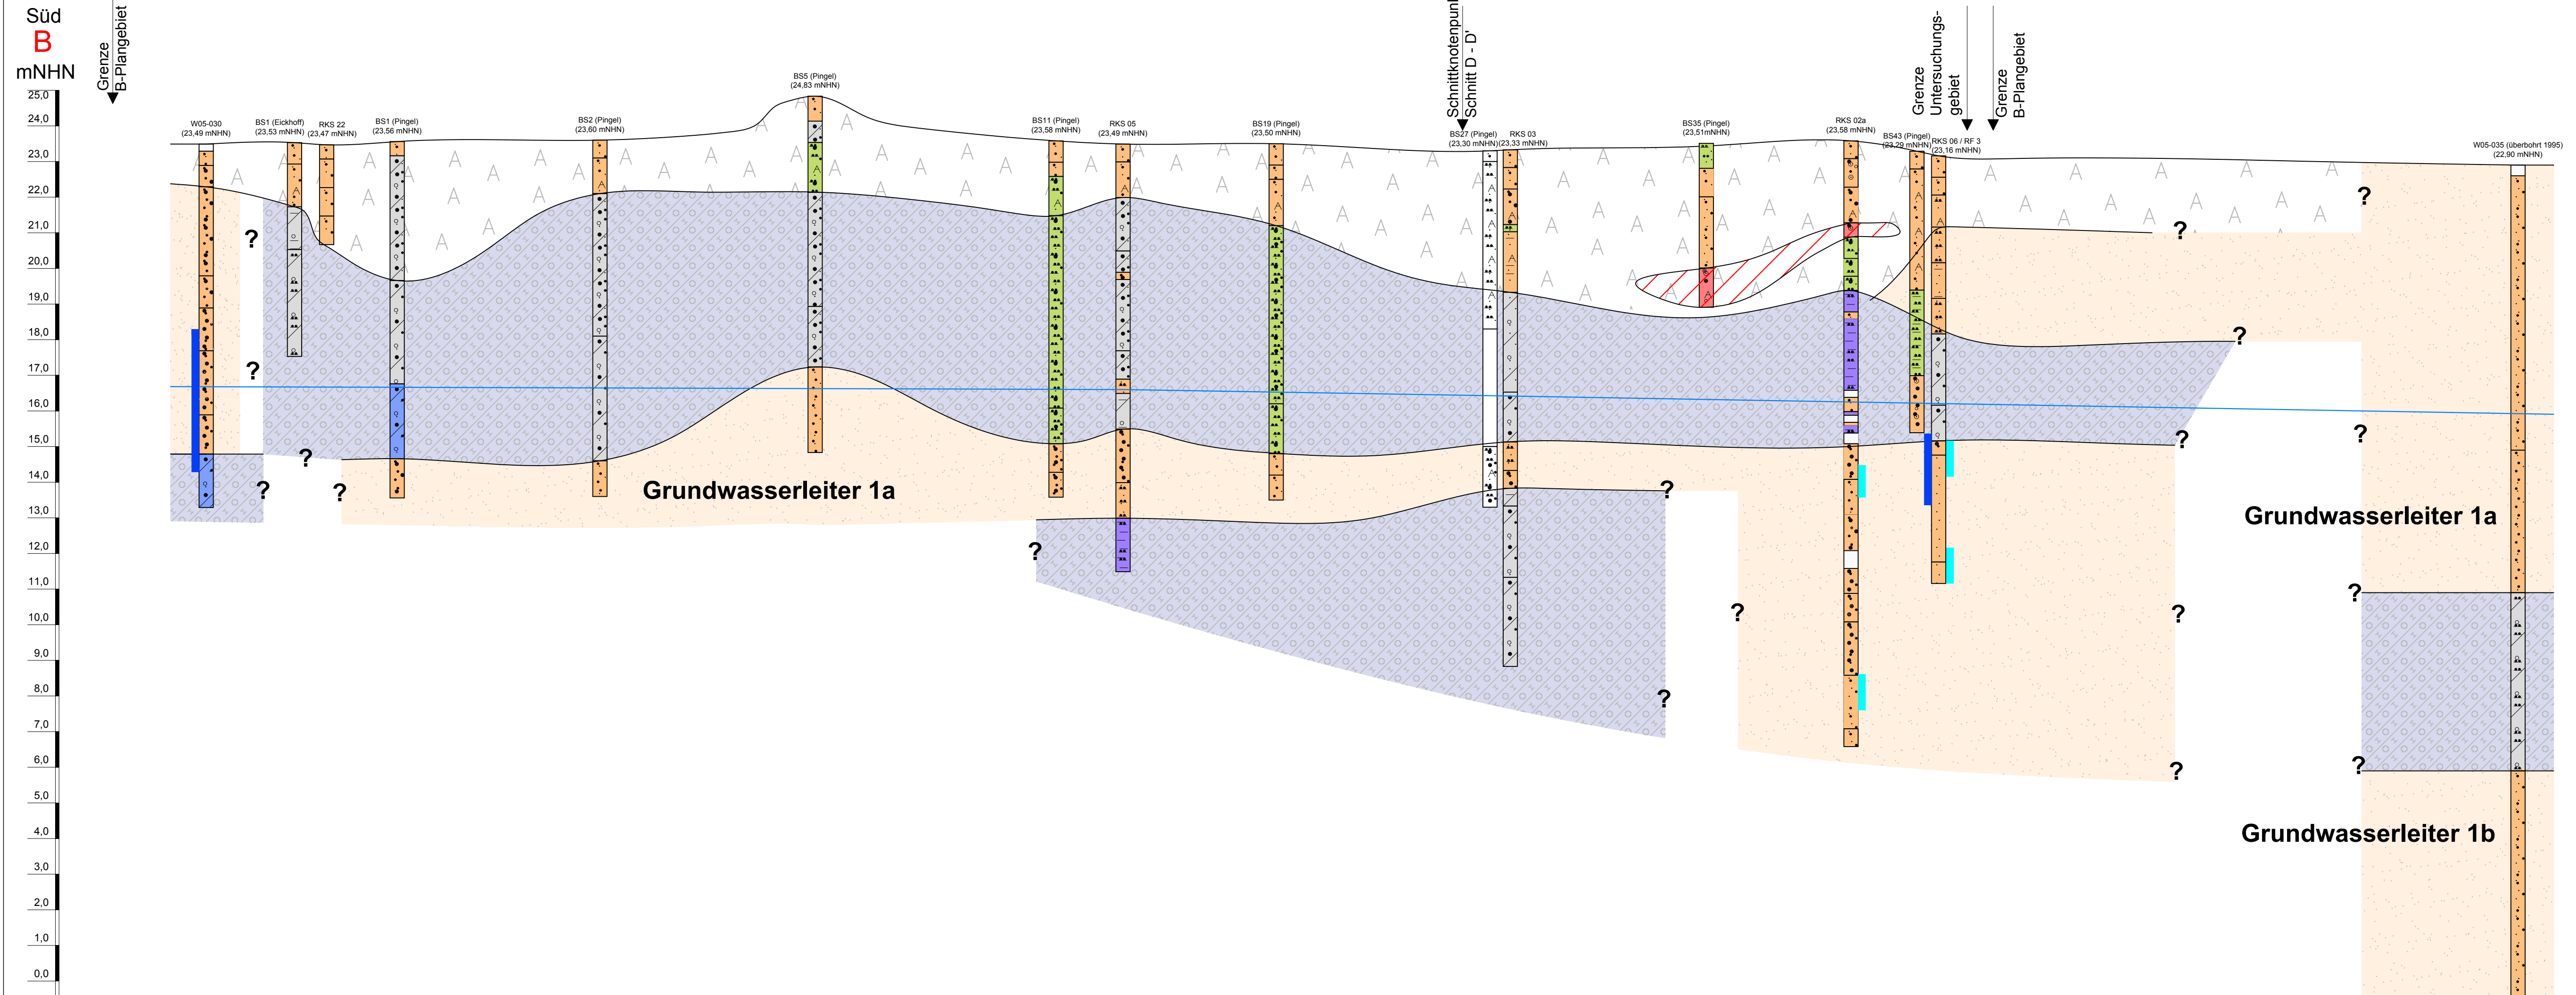 Süd
B
mNHN
Grenze
B-Plangebiet
Schnittknotenpunkt
Schnitt D - D'
Grenze
Untersuchungs-
gebiet
Grenze
B-Plangebiet
W05-030
(23,49 mNHN)
BS1 (Eickhoff)
(23,53 mNHN)
RKS 22
(23,47 mNHN)
BS1 (Pingel)
(23,56 mNHN)
BS2 (Pingel)
(23,60 mNHN)
BS5 (Pingel)
(24,83 mNHN)
BS11 (Pingel)
(23,58 mNHN)
RKS 05
(23,49 mNHN)
BS19 (Pingel)
(23,50 mNHN)
BS27 (Pingel)
(23,30 mNHN)
RKS 03
(23,33 mNHN)
BS35 (Pingel)
(23,51mNHN)
RKS 02a
(23,58 mNHN)
BS43 (Pingel)
(23,29 mNHN)
RKS 06 / RF 3
(23,16 mNHN)
W05-035 (überbohrt 1995)
(22,90 mNHN)
25,0
24,0
23,0
22,0
21,0
20,0
19,0
18,0
17,0
16,0
15,0
14,0
13,0
12,0
11,0
10,0
9,0
8,0
7,0
6,0
5,0
4,0
3,0
2,0
1,0
0,0
? ? ? ? ? ? ? ? ? ? ? ? ? ? ? ? ? ? ?
Grundwasserleiter 1a
Grundwasserleiter 1a
Grundwasserleiter 1b